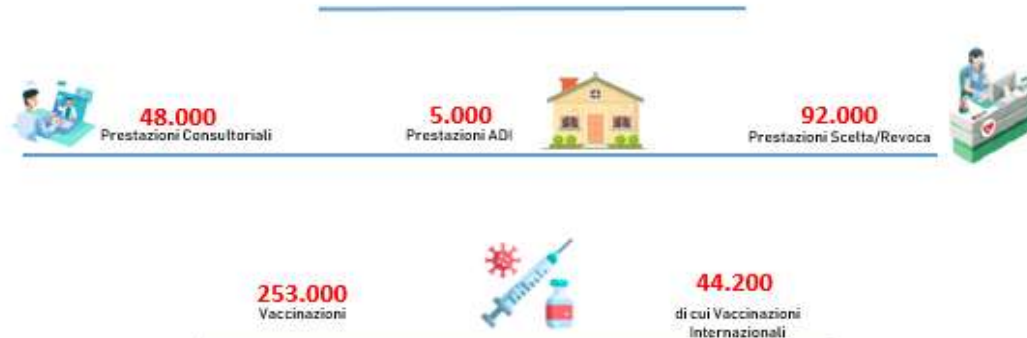 48.000
Prestazioni Consultoriali
5.000
Prestazioni ADI
92.000
Prestazioni Scelta/Revoca
253.000
Vaccinazioni
44.200
di cui Vaccinazioni
Internazionali